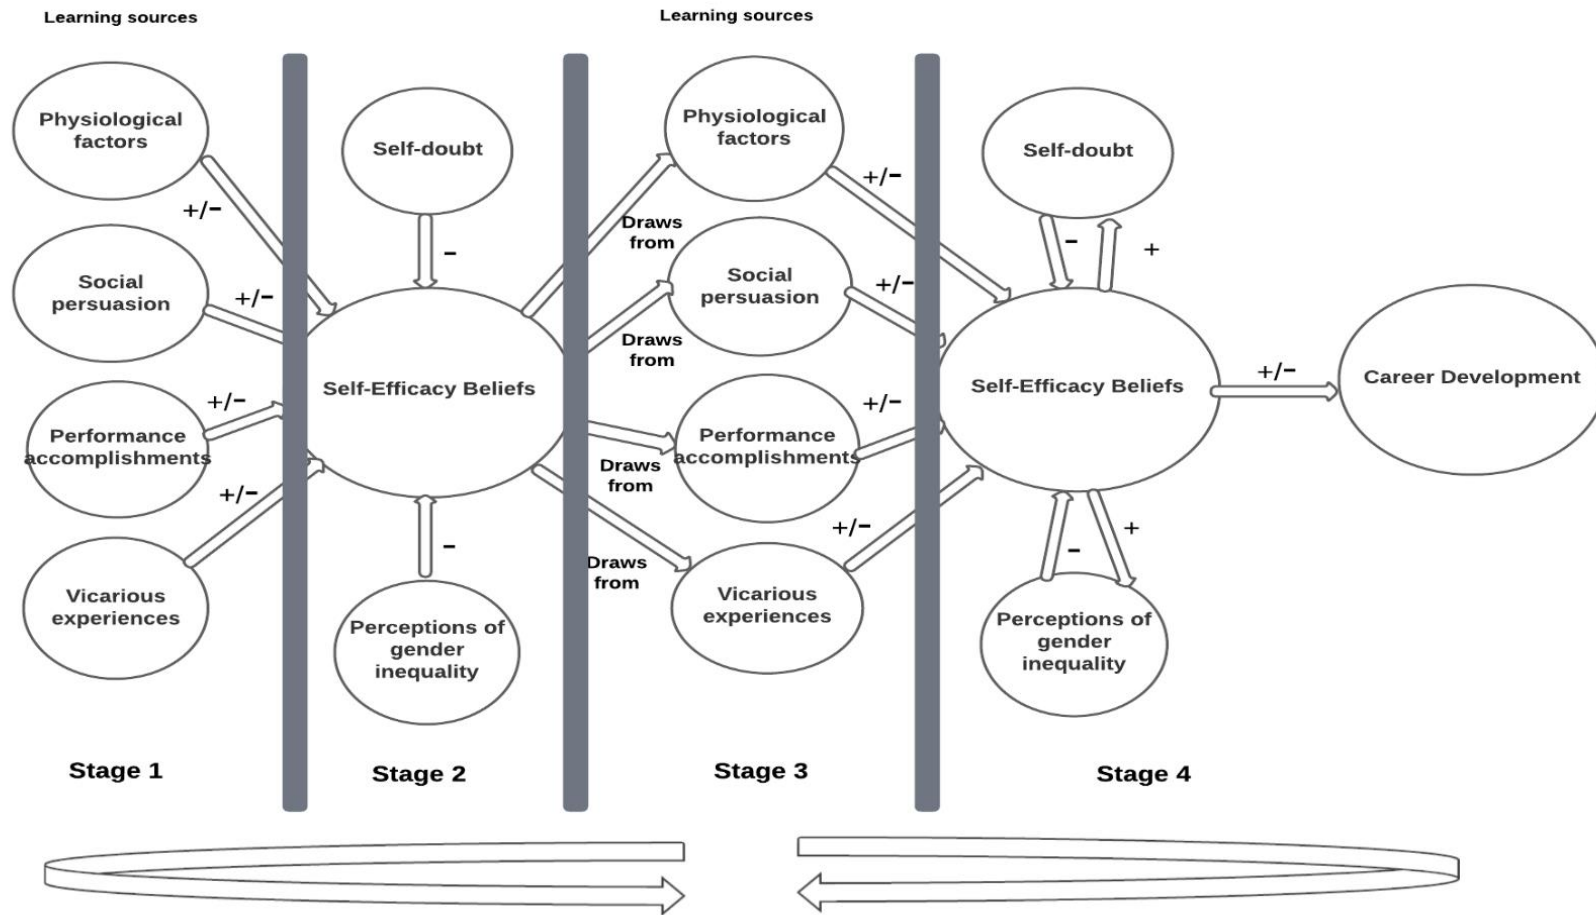 Learning sources
Physiological
factors
+/-
Social
persuasion
+/-
Performance
accomplishments
+/-
Vicarious
experiences
+/-
Stage 1
Self-doubt
-
Self-Efficacy Beliefs
-
Perceptions of
gender
inequality
Stage 2
Learning sources
Draws
from
Draws
from
Draws
from
Draws
from
Physiological
factors
+/-
Social
persuasion
+/-
Performance
accomplishments
+/-
Vicarious
experiences
+/-
Stage 3
Self-doubt
-
+
Self-Efficacy Beliefs
-
+
Perceptions of
gender
inequality
Stage 4
+/-
Career Development